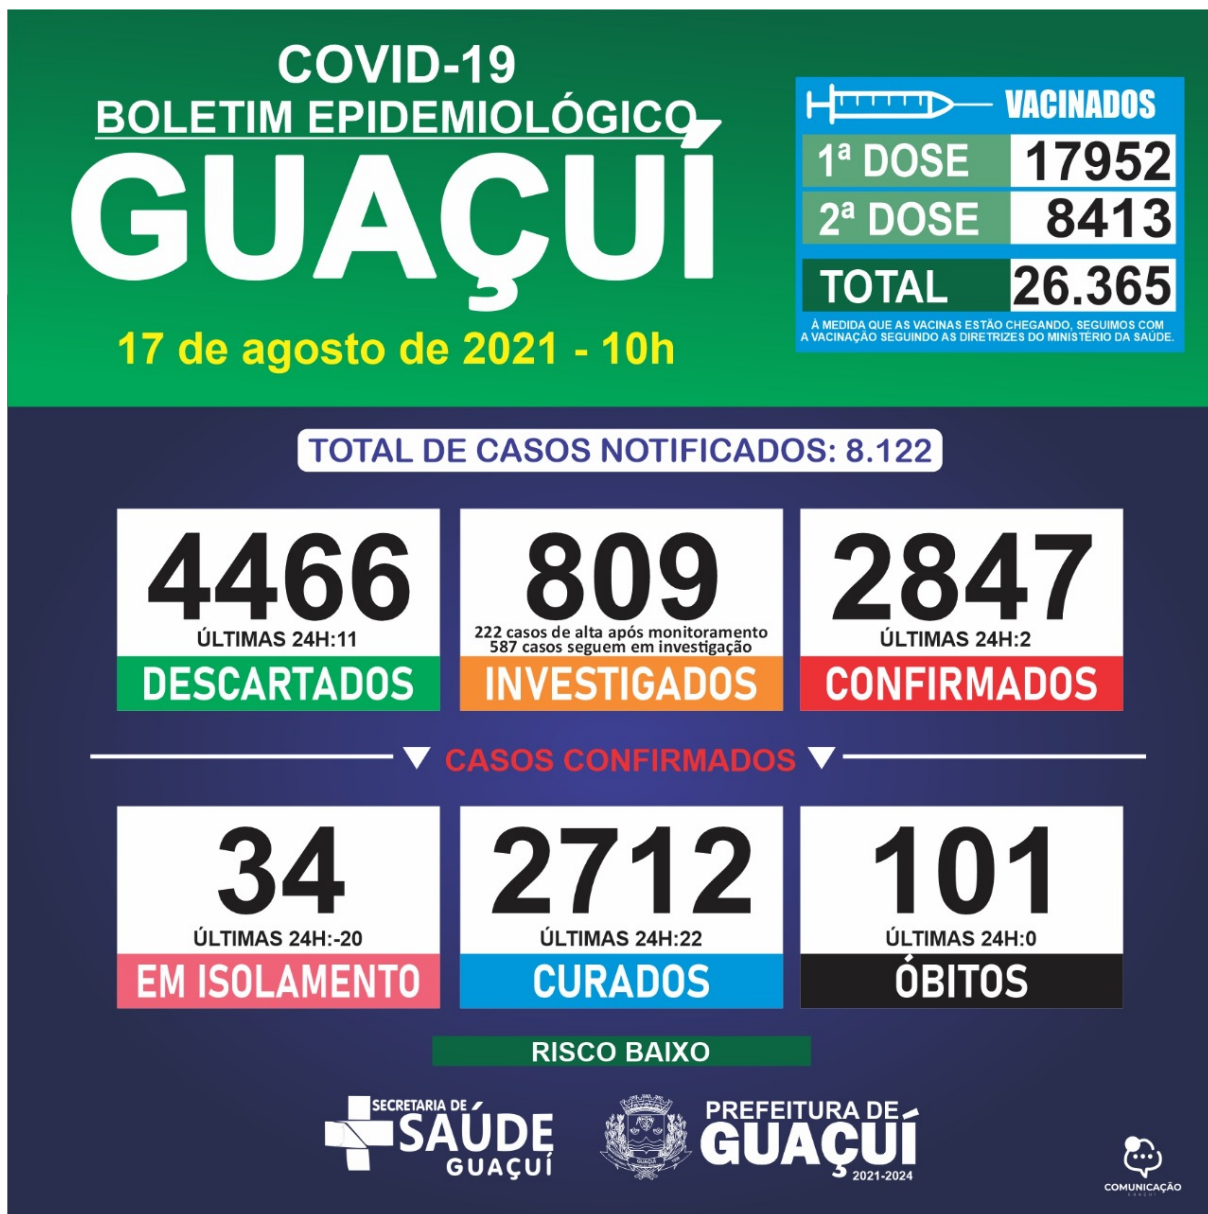 COVID-19
BOLETIM EPIDEMIOLÓGICO
GUAÇUÍ
17 de agosto de 2021 - 10h
VACINADOS
1ª DOSE 17952
2ª DOSE 8413
TOTAL 26.365
À MEDIDA QUE AS VACINAS ESTÃO CHEGANDO, SEGUIMOS COM
A VACINAÇÃO SEGUINDO AS DIRETRIZES DO MINISTÉRIO DA SAÚDE.
TOTAL DE CASOS NOTIFICADOS: 8.122
4466
ÚLTIMAS 24H:11
DESCARTADOS
809
222 casos de alta após monitoramento
587 casos seguem em investigação
INVESTIGADOS
2847
ÚLTIMAS 24H:2
CONFIRMADOS
CASOS CONFIRMADOS
34
ÚLTIMAS 24H:-20
EM ISOLAMENTO
2712
ÚLTIMAS 24H:22
CURADOS
101
ÚLTIMAS 24H:0
ÓBITOS
RISCO BAIXO
SECRETARIA DE
SAÚDE
GUAÇUÍ
GUAÇUÍ
PREFEITURA DE
GUAÇUÍ
2021-2024
COMUNICAÇÃO
GUAÇUÍ